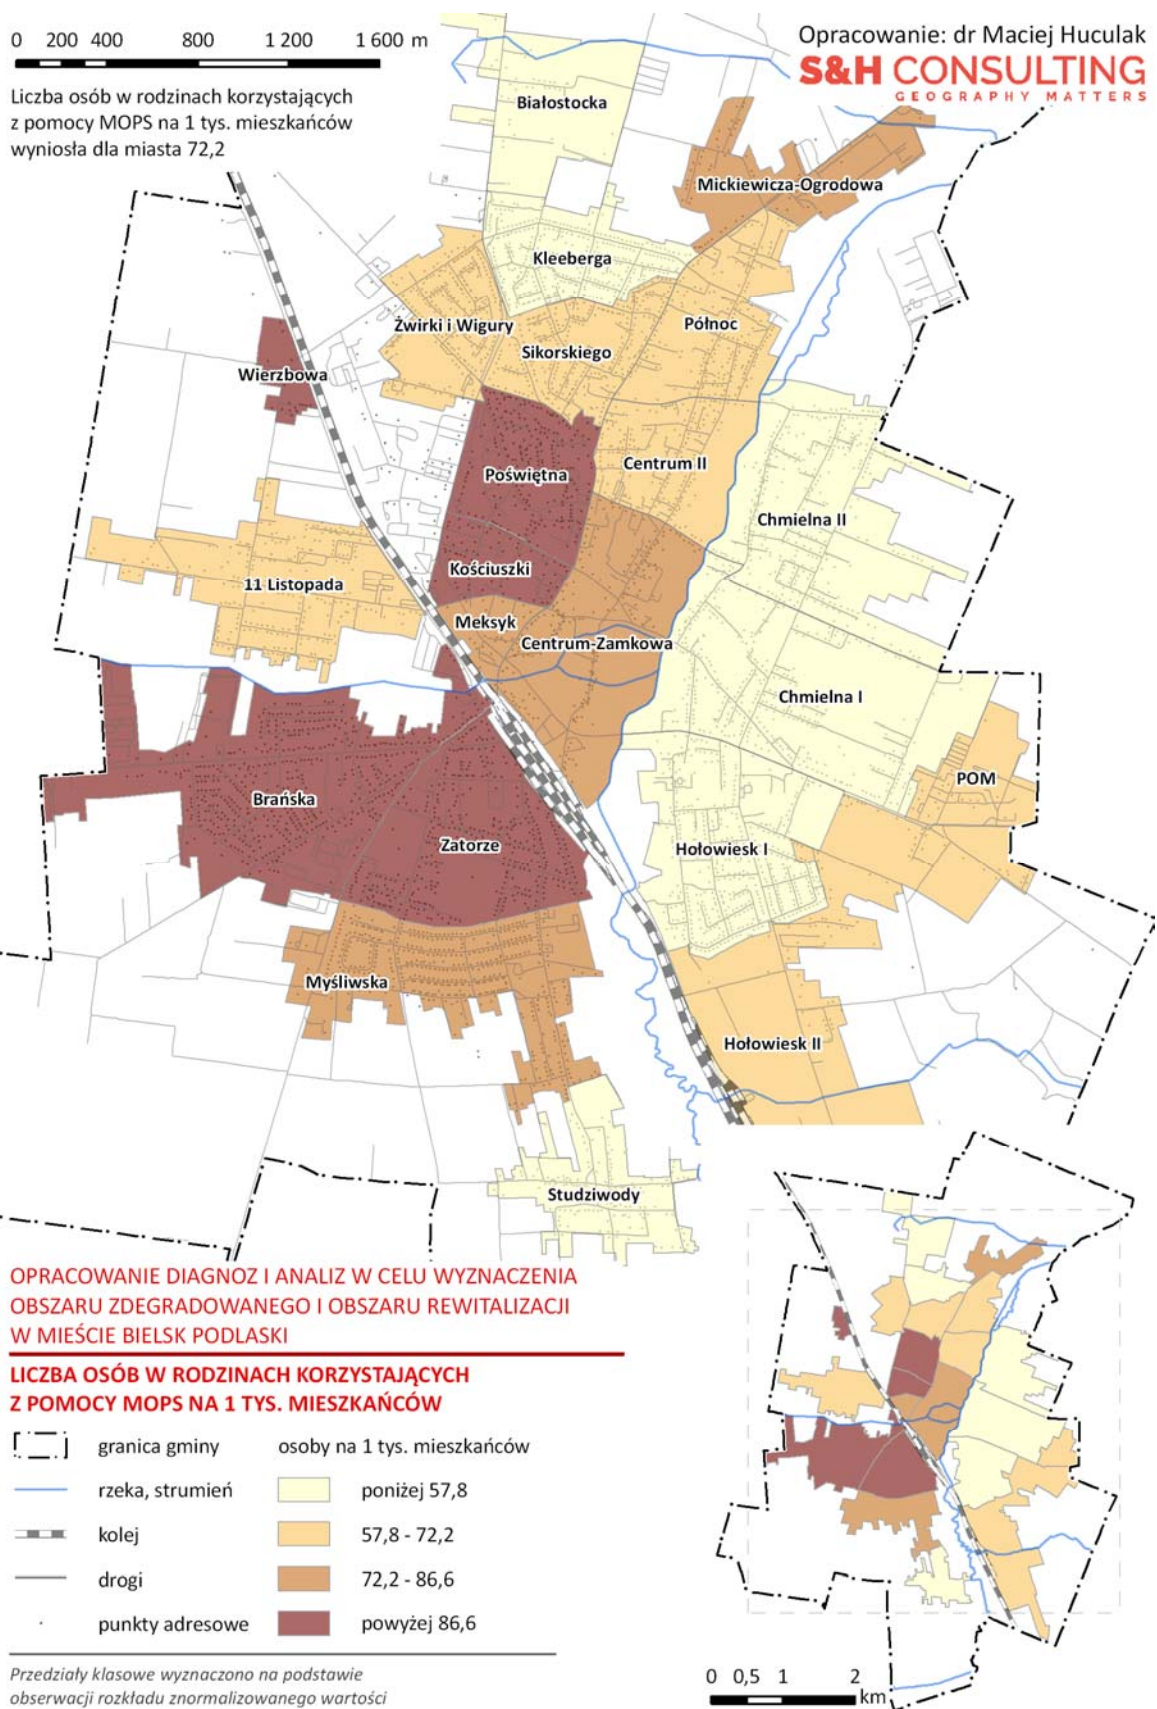 0 200 400 800 1 200 1 600 m
Opracowanie: dr Maciej Huculak
S&H CONSULTING
GEOGRAPHY MATTERS
Liczba osób w rodzinach korzystających
z pomocy MOPS na 1 tys. mieszkańców
wyniosła dla miasta 72,2
Białostocka
Mickiewicza-Ogrodowa
Kleeberga
Żwirki i Wigury
Północ
Sikorskiego
Wierzbowa
Centrum II
Poświętna
Chmielna II
Kościuszki
11 Listopada
Meksyk
Centrum-Zamkowa
Chmielna I
POM
Brańska
Zatorze
Hołowiesk I
Myśliwska
Hołowiesk II
Studziwody
OPRACOWANIE DIAGNOZ I ANALIZ W CELU WYZNACZENIA
OBSZARU ZDEGRADOWANEGO I OBSZARU REWITALIZACJI
W MIEŚCIE BIELSK PODLASKI
LICZBA OSÓB W RODZINACH KORZYSTAJĄCYCH
Z POMOCY MOPS NA 1 TYS. MIESZKAŃCÓW
granica gminy osoby na 1 tys. mieszkańców
rzeka, strumień poniżej 57,8
kolej 57,8 - 72,2
drogi 72,2 - 86,6
punkty adresowe powyżej 86,6
Przedziały klasowe wyznaczono na podstawie
obserwacji rozkładu znormalizowanego wartości
0 0,5 1 2
km